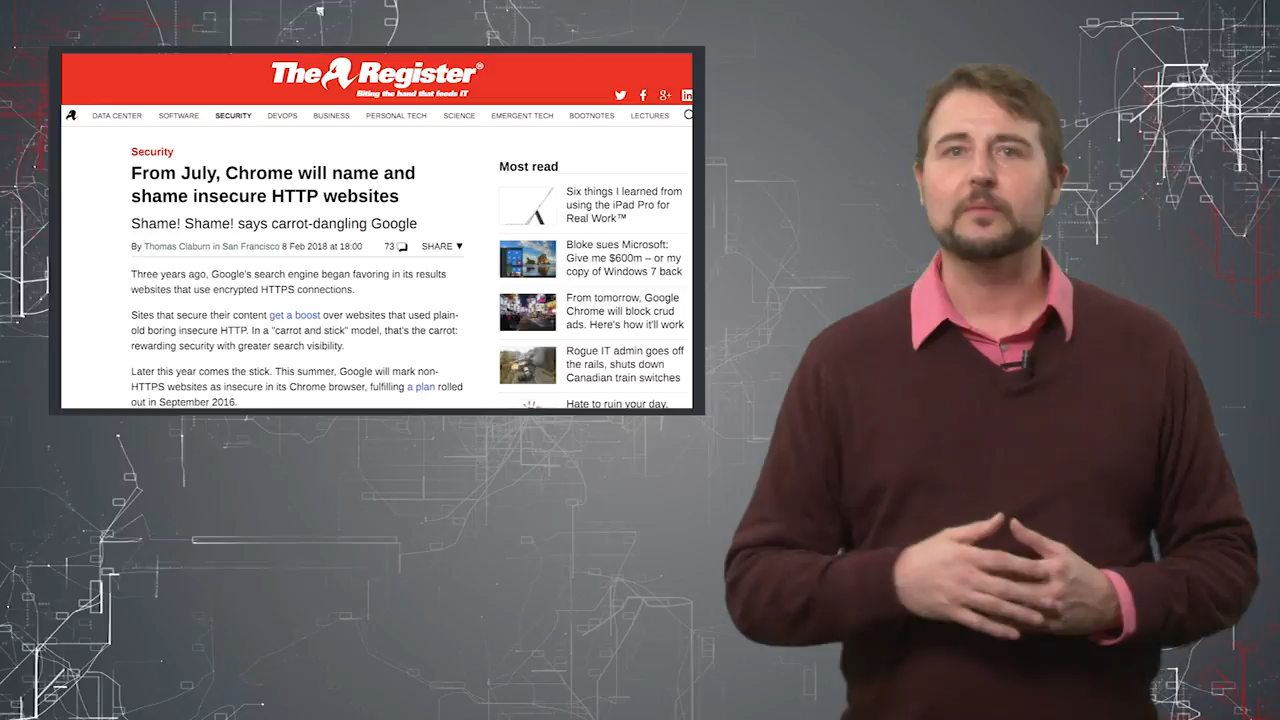 The Register®
Biting the hand that feeds IT
DATA CENTER SOFTWARE SECURITY DEVOPS BUSINESS PERSONAL TECH SCIENCE EMERGENT TECH BOOTNOTES LECTURES
Security
From July, Chrome will name and
shame insecure HTTP websites
Shame! Shame! says carrot-dangling Google
By Thomas Claburn in San Francisco 8 Feb 2018 at 18:00 73 SHARE ▼
Three years ago, Google's search engine began favoring in its results
websites that use encrypted HTTPS connections.
Sites that secure their content get a boost over websites that used plain-
old boring insecure HTTP. In a "carrot and stick" model, that's the carrot:
rewarding security with greater search visibility.
Later this year comes the stick. This summer, Google will mark non-
HTTPS websites as insecure in its Chrome browser, fulfilling a plan rolled
out in September 2016.
Most read
Six things I learned from
using the iPad Pro for
Real Work™
Bloke sues Microsoft:
Give me $600m – or my
copy of Windows 7 back
From tomorrow, Google
Chrome will block crud
ads. Here's how it'll work
Rogue IT admin goes off
the rails, shuts down
Canadian train switches
Hate to ruin your day,